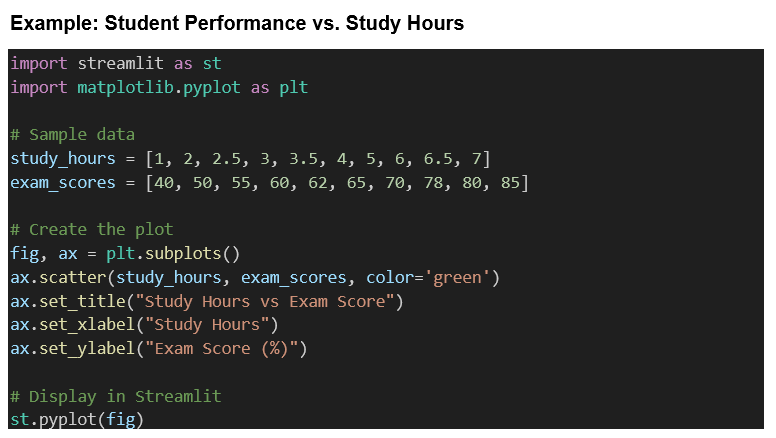 Example: Student Performance vs. Study Hours
import streamlit as st
import matplotlib.pyplot as plt
# Sample data
study_hours = [1, 2, 2.5, 3, 3.5, 4, 5, 6, 6.5, 7]
exam_scores = [40, 50, 55, 60, 62, 65, 70, 78, 80, 85]
# Create the plot
fig, ax = plt.subplots()
ax.scatter(study_hours, exam_scores, color='green')
ax.set_title("Study Hours vs Exam Score")
ax.set_xlabel("Study Hours")
ax.set_ylabel("Exam Score (%)")
# Display in Streamlit
st.pyplot(fig)